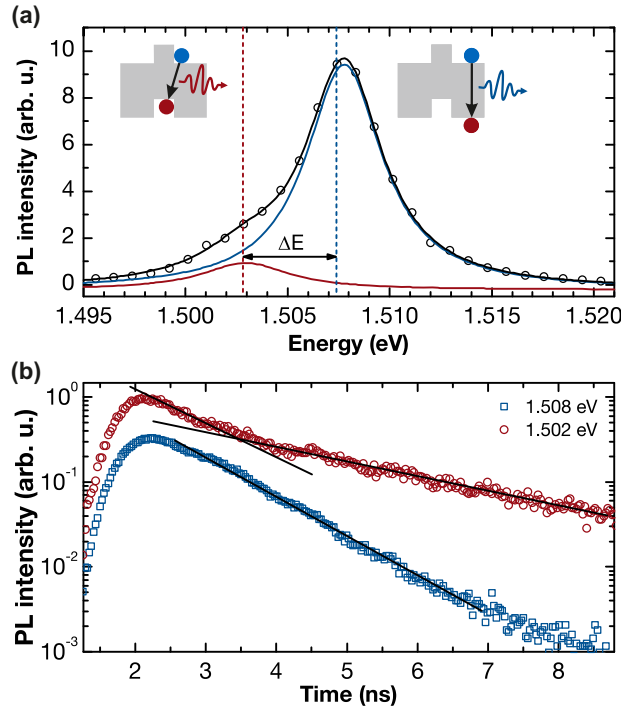 (a)
PL intensity (arb. u.)
10
8
6
4
2
0
ΔE
1.495 1.500 1.505 1.510 1.515 1.520
Energy (eV)
(b)
PL intensity (arb. u.)
10⁰
10⁻¹
10⁻²
10⁻³
1.508 eV
1.502 eV
2 3 4 5 6 7 8
Time (ns)